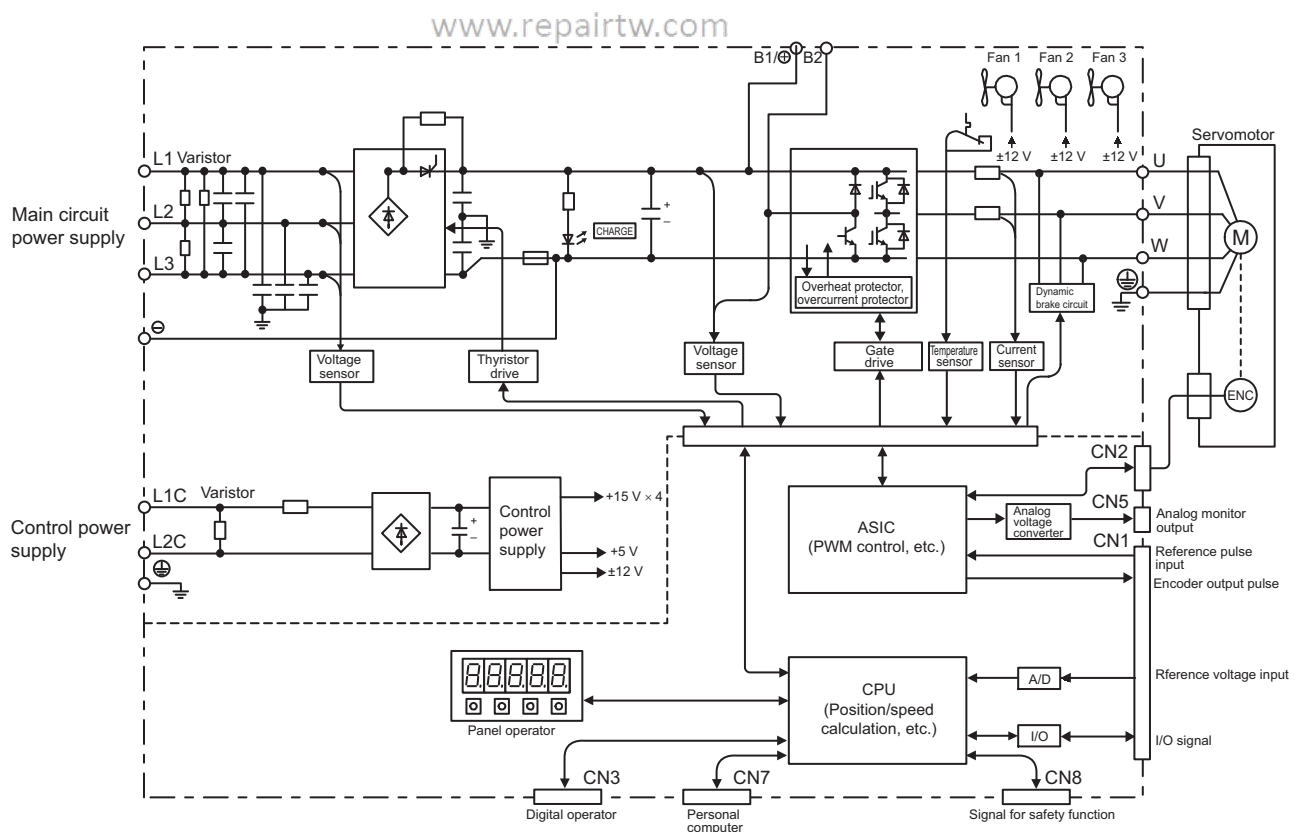 www.repairtw.com
B1/⊕ B2
Fan 1 Fan 2 Fan 3
±12 V ±12 V ±12 V
Servomotor
Main circuit
power supply
L1 Varistor
L2
L3
⊖
+
–
CHARGE
Overheat protector,
overcurrent protector
U
V
W
M
Dynamic
brake circuit
Voltage
sensor
Thyristor
drive
Voltage
sensor
Gate
drive
Temperature
sensor
Current
sensor
ENC
CN2
Control power
supply
L1C Varistor
L2C
+
–
Control
power
supply
+15 V × 4
+5 V
±12 V
ASIC
(PWM control, etc.)
Analog
voltage
converter
CN5
Analog monitor
output
CN1
Reference pulse
input
Encoder output pulse
8.8.8.8.8.
Panel operator
CPU
(Position/speed
calculation, etc.)
A/D
Rference voltage input
I/O
I/O signal
CN3
Digital operator
CN7
Personal
computer
CN8
Signal for safety function